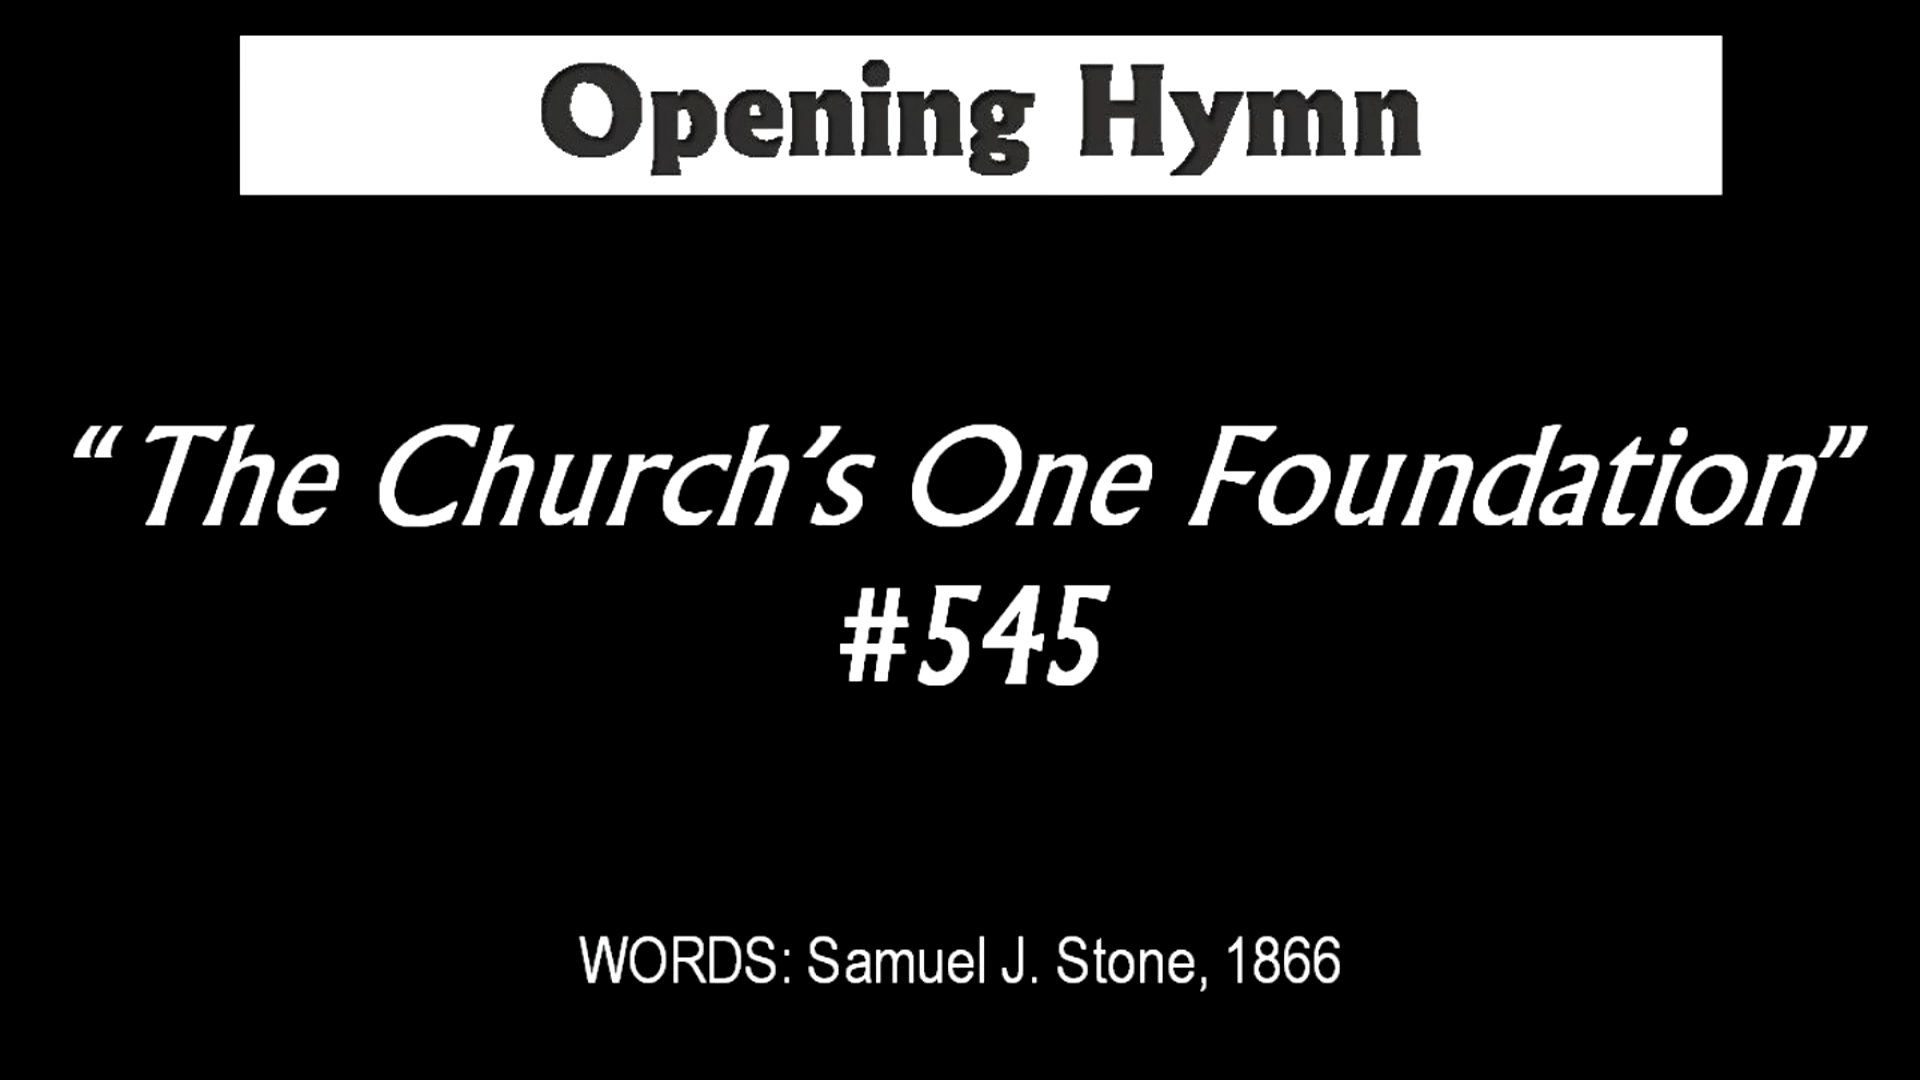 Opening Hymn
“The Church’s One Foundation”
#545
WORDS: Samuel J. Stone, 1866